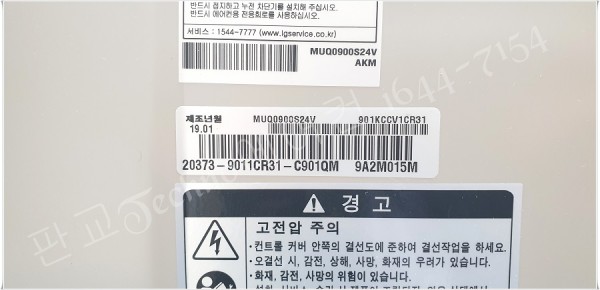 반드시 접지하고 누전 차단기를 설치해 주십시오.
반드시 에어컨용 전용회로를 사용하십시오.
서비스 : 1544-7777 (www.lgservice.co.kr)
MUQ0900S24V
AKM
제조년월 MUQ0900S24V 901KCCV1CR31
19.01
20373-9011CR31-C901QM 9A2M015M
경고
고전압 주의
· 컨트롤 커버 안쪽의 결선도에 준하여 결선작업을 하세요.
· 오결선 시, 감전, 상해, 사망, 화재의 우려가 있습니다.
· 화재, 감전, 사망의 위험이 있습니다.
판교 Techno 1644-7154